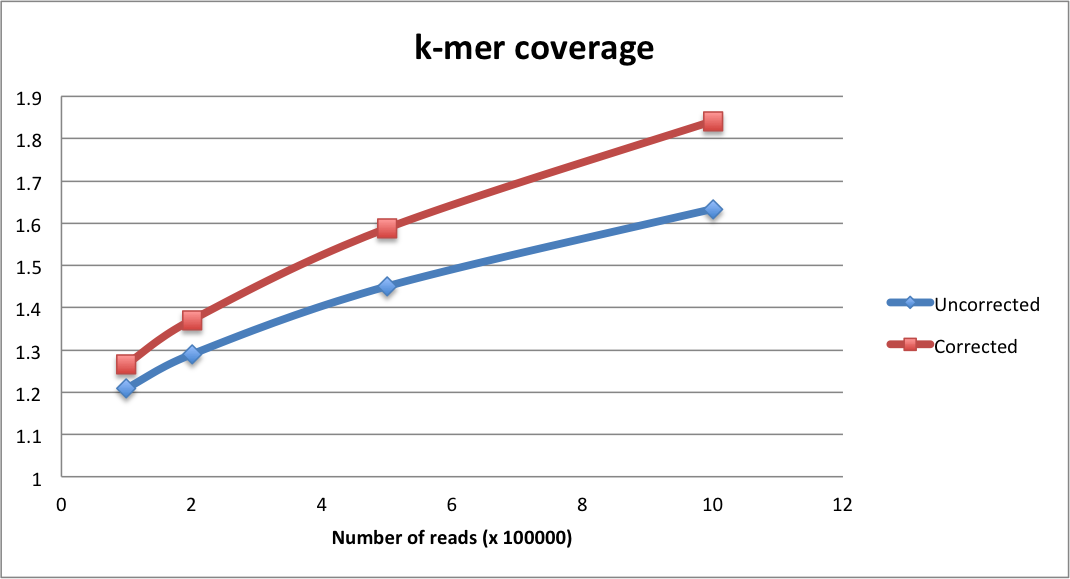 k-mer coverage
1.9
1.8
1.7
1.6
1.5
1.4
1.3
1.2
1.1
1
0 2 4 6 8 10 12
Number of reads (x 100000)
Uncorrected
Corrected